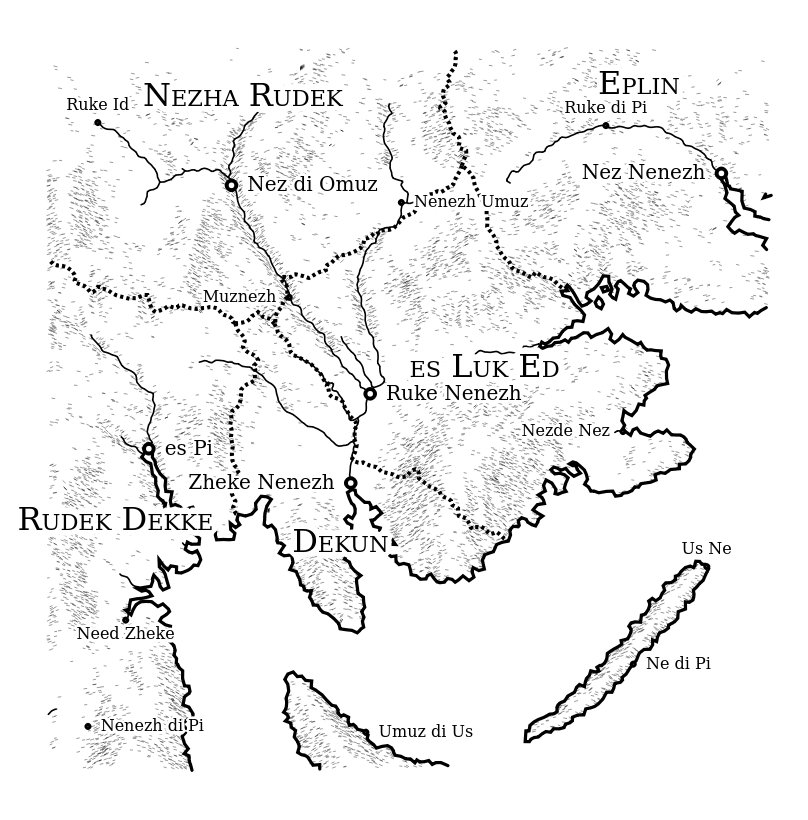 Eplin
Nezha Rudek
Ruke Id
Ruke di Pi
Nez Nenezh
Nez di Omuz
Nenezh Umuz
Muznezh
es Luk Ed
Ruke Nenezh
Nezde Nez
es Pi
Zheke Nenezh
Rudek Dekke
Dekun
Us Ne
Need Zheke
Ne di Pi
Nenezh di Pi
Umuz di Us